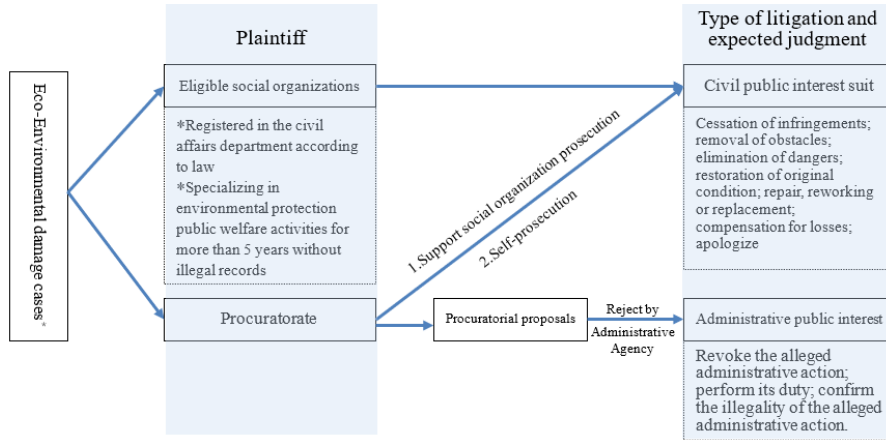 Eco-Environmental damage cases*
Plaintiff
Eligible social organizations
*Registered in the civil
affairs department according
to law
*Specializing in
environmental protection
public welfare activities for
more than 5 years without
illegal records
Procuratorate
1.Support social organization prosecution
2.Self-prosecution
Procuratorial proposals
Reject by
Administrative
Agency
Type of litigation and
expected judgment
Civil public interest suit
Cessation of infringements;
removal of obstacles;
elimination of dangers;
restoration of original
condition; repair, reworking
or replacement;
compensation for losses;
apologize
Administrative public interest
Revoke the alleged
administrative action;
perform its duty; confirm
the illegality of the alleged
administrative action.